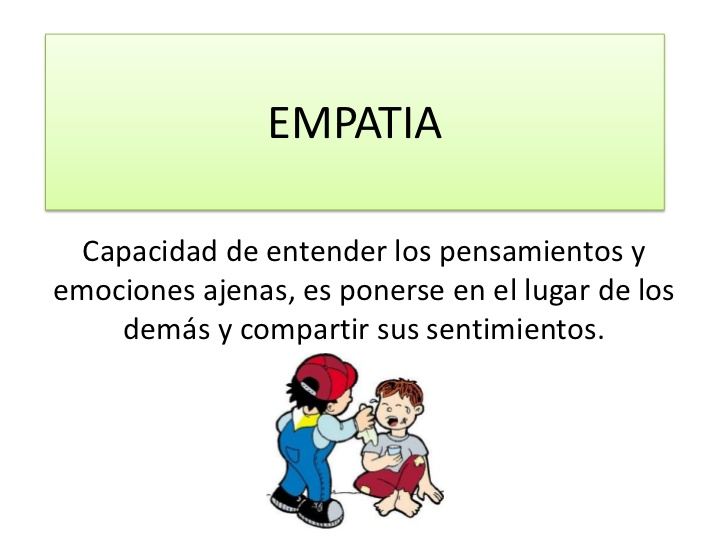 EMPATIA
Capacidad de entender los pensamientos y
emociones ajenas, es ponerse en el lugar de los
demás y compartir sus sentimientos.